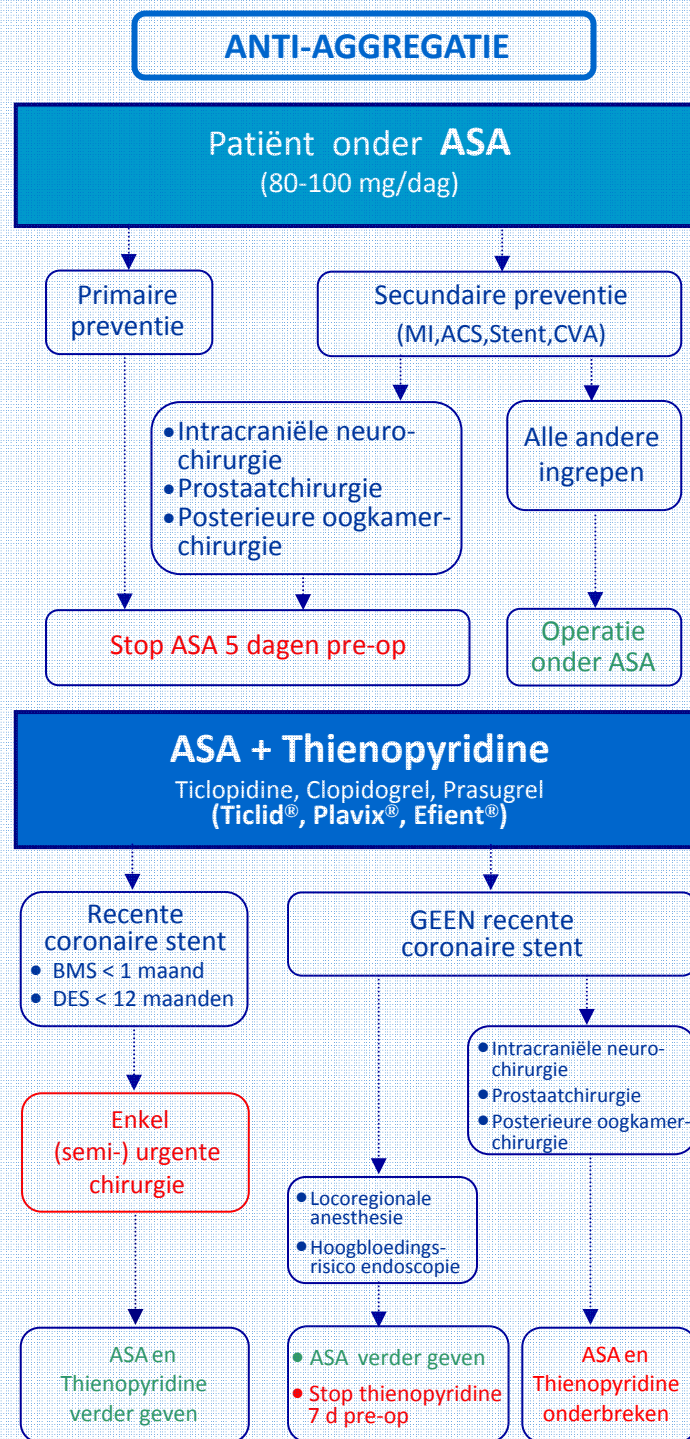 ANTI-AGGREGATIE
Patiënt onder ASA
(80-100 mg/dag)
Primaire
preventie
Secundaire preventie
(MI,ACS,Stent,CVA)
•Intracraniële neuro-
chirurgie
•Prostaatchirurgie
•Posterieure oogkamer-
chirurgie
Alle andere
ingrepen
Stop ASA 5 dagen pre-op
Operatie
onder ASA
ASA + Thienopyridine
Ticlopidine, Clopidogrel, Prasugrel
(Ticlid®, Plavix®, Efient®)
Recente
coronaire stent
• BMS < 1 maand
• DES < 12 maanden
GEEN recente
coronaire stent
•Intracraniële neuro-
chirurgie
•Prostaatchirurgie
•Posterieure oogkamer-
chirurgie
Enkel
(semi-) urgente
chirurgie
•Locoregionale
anesthesie
•Hoogbloedings-
risico endoscopie
ASA en
Thienopyridine
verder geven
• ASA verder geven
• Stop thienopyridine
7 d pre-op
ASA en
Thienopyridine
onderbreken